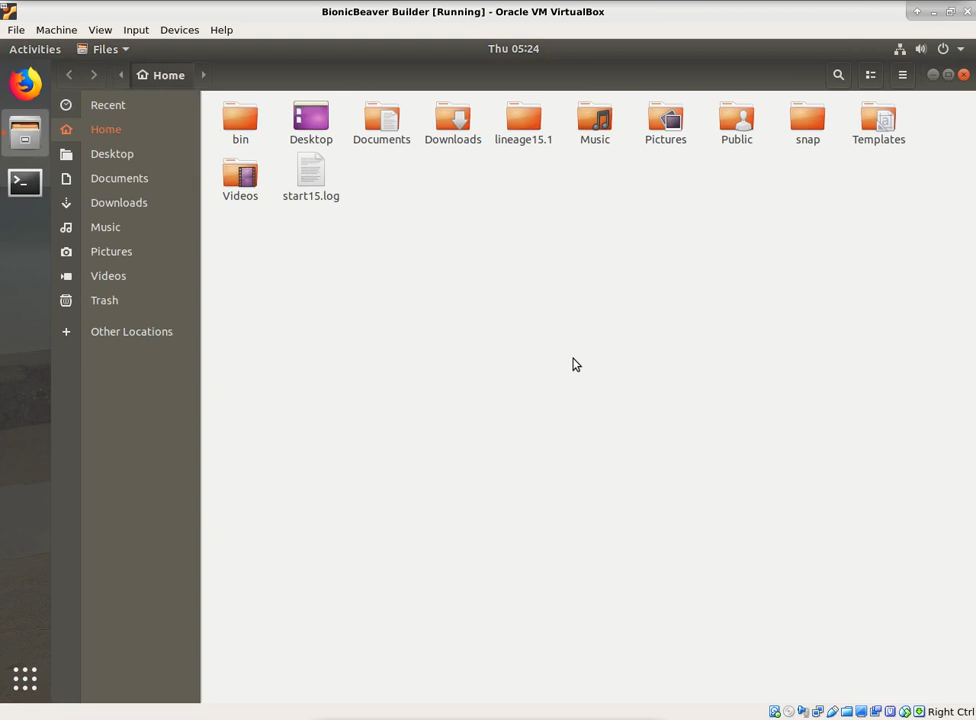 BionicBeaver Builder [Running] - Oracle VM VirtualBox
File Machine View Input Devices Help
Activities Files Thu 05:24
Home
Recent
Home
Desktop
Documents
Downloads
Music
Pictures
Videos
Trash
+ Other Locations
bin Desktop Documents Downloads lineage15.1 Music Pictures Public snap Templates
Videos start15.log
Right Ctrl